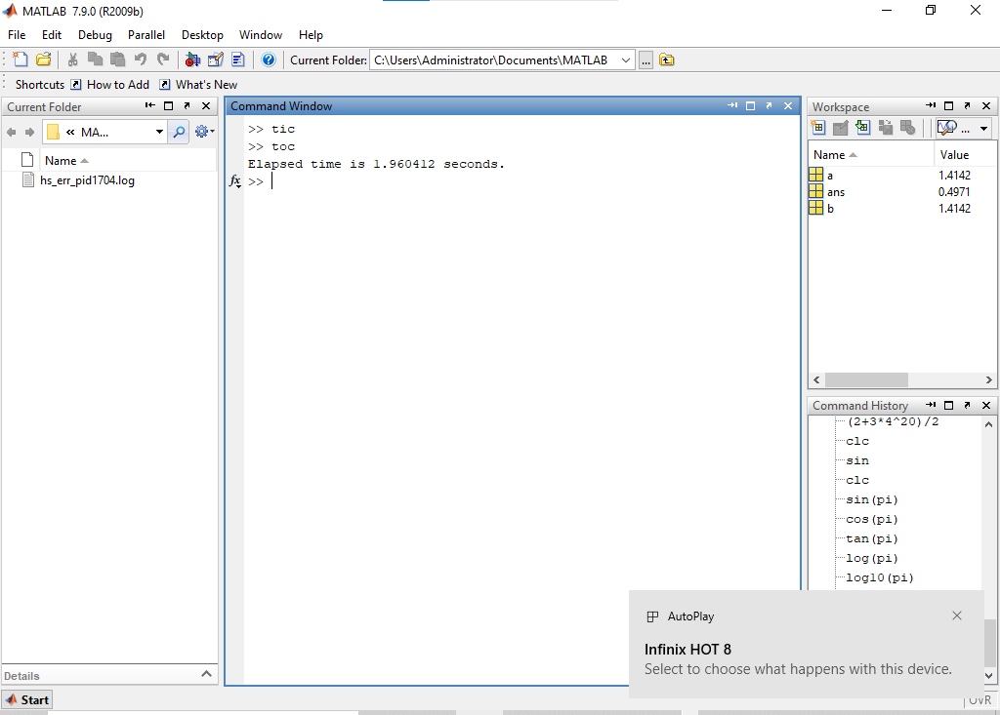 MATLAB 7.9.0 (R2009b)
File Edit Debug Parallel Desktop Window Help
Current Folder: C:\Users\Administrator\Documents\MATLAB ...
Shortcuts How to Add What's New
Current Folder
« MA...
Name
hs_err_pid1704.log
Details
Command Window
>> tic
>> toc
Elapsed time is 1.960412 seconds.
fx >>
Workspace
...
Name Value
a 1.4142
ans 0.4971
b 1.4142
Command History
(2+3*4^20)/2
clc
sin
clc
sin(pi)
cos(pi)
tan(pi)
log(pi)
log10(pi)
AutoPlay
Infinix HOT 8
Select to choose what happens with this device.
Start
OVR